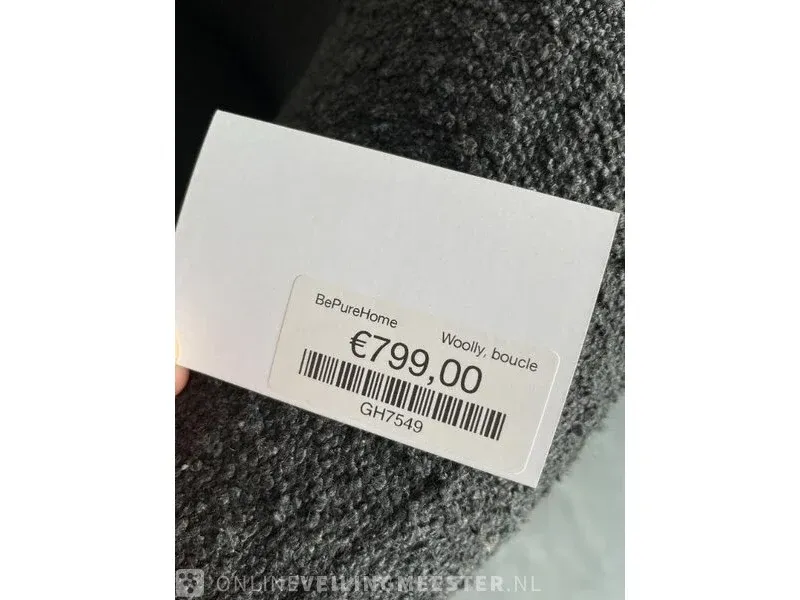 BePureHome
Woolly, boucle
€799,00
GH7549
ONLINEVEILINGMEESTER.NL